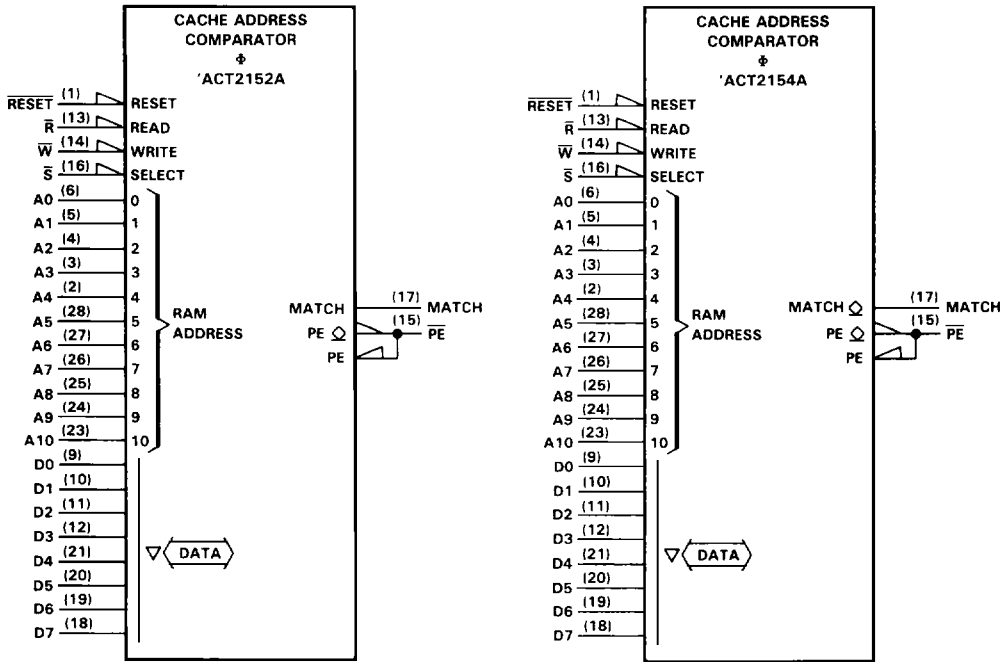 CACHE ADDRESS
COMPARATOR
Φ
'ACT2152A
R̅E̅S̅E̅T̅ (1) RESET
R̅ (13) READ
W̅ (14) WRITE
S̅ (16) SELECT
A0 (6) 0
A1 (5) 1
A2 (4) 2
A3 (3) 3
A4 (2) 4
A5 (28) 5
A6 (27) 6
A7 (26) 7
A8 (25) 8
A9 (24) 9
A10 (23) 10
RAM
ADDRESS
D0 (9)
D1 (10)
D2 (11)
D3 (12)
D4 (21)
D5 (20)
D6 (19)
D7 (18)
DATA
MATCH (17) MATCH
PE (15) P̅E̅
PE
CACHE ADDRESS
COMPARATOR
Φ
'ACT2154A
R̅E̅S̅E̅T̅ (1) RESET
R̅ (13) READ
W̅ (14) WRITE
S̅ (16) SELECT
A0 (6) 0
A1 (5) 1
A2 (4) 2
A3 (3) 3
A4 (2) 4
A5 (28) 5
A6 (27) 6
A7 (26) 7
A8 (25) 8
A9 (24) 9
A10 (23) 10
RAM
ADDRESS
D0 (9)
D1 (10)
D2 (11)
D3 (12)
D4 (21)
D5 (20)
D6 (19)
D7 (18)
DATA
MATCH (17) MATCH
PE (15) P̅E̅
PE